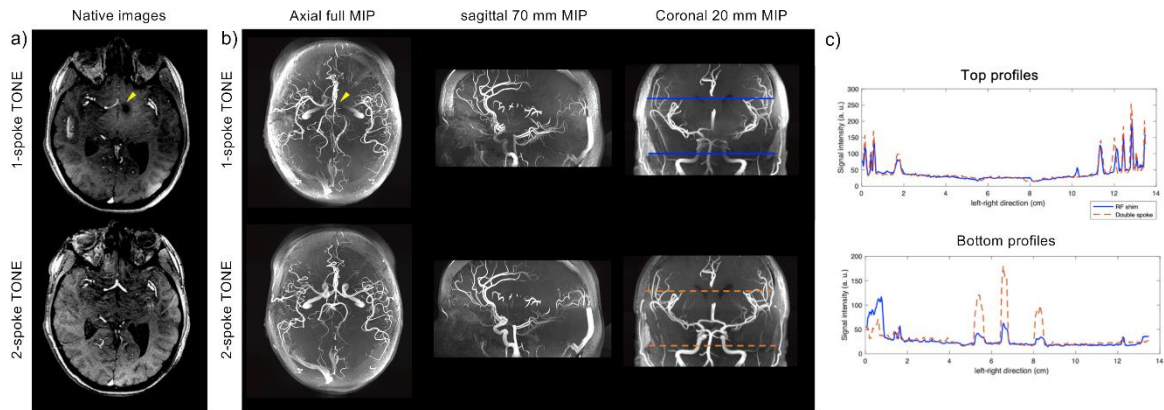 Native images
Axial full MIP
sagittal 70 mm MIP
Coronal 20 mm MIP
a)
b)
c)
1-spoke TONE
1-spoke TONE
2-spoke TONE
2-spoke TONE
Top profiles
Signal intensity (a. u.)
300
250
200
150
100
50
0
0 2 4 6 8 10 12 14
left-right direction (cm)
RF shim
Double spoke
Bottom profiles
Signal intensity (a. u.)
200
150
100
50
0
0 2 4 6 8 10 12 14
left-right direction (cm)